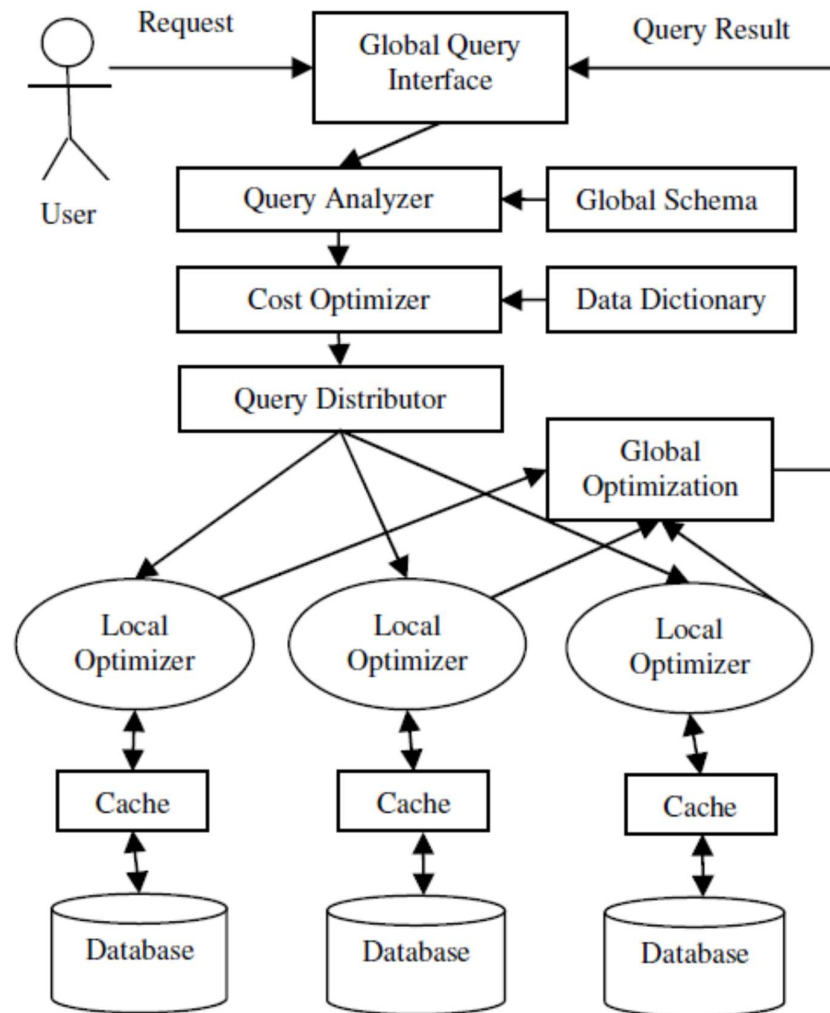 Request
Global Query
Interface
Query Result
User
Query Analyzer
Global Schema
Cost Optimizer
Data Dictionary
Query Distributor
Global
Optimization
Local
Optimizer
Local
Optimizer
Local
Optimizer
Cache
Cache
Cache
Database
Database
Database